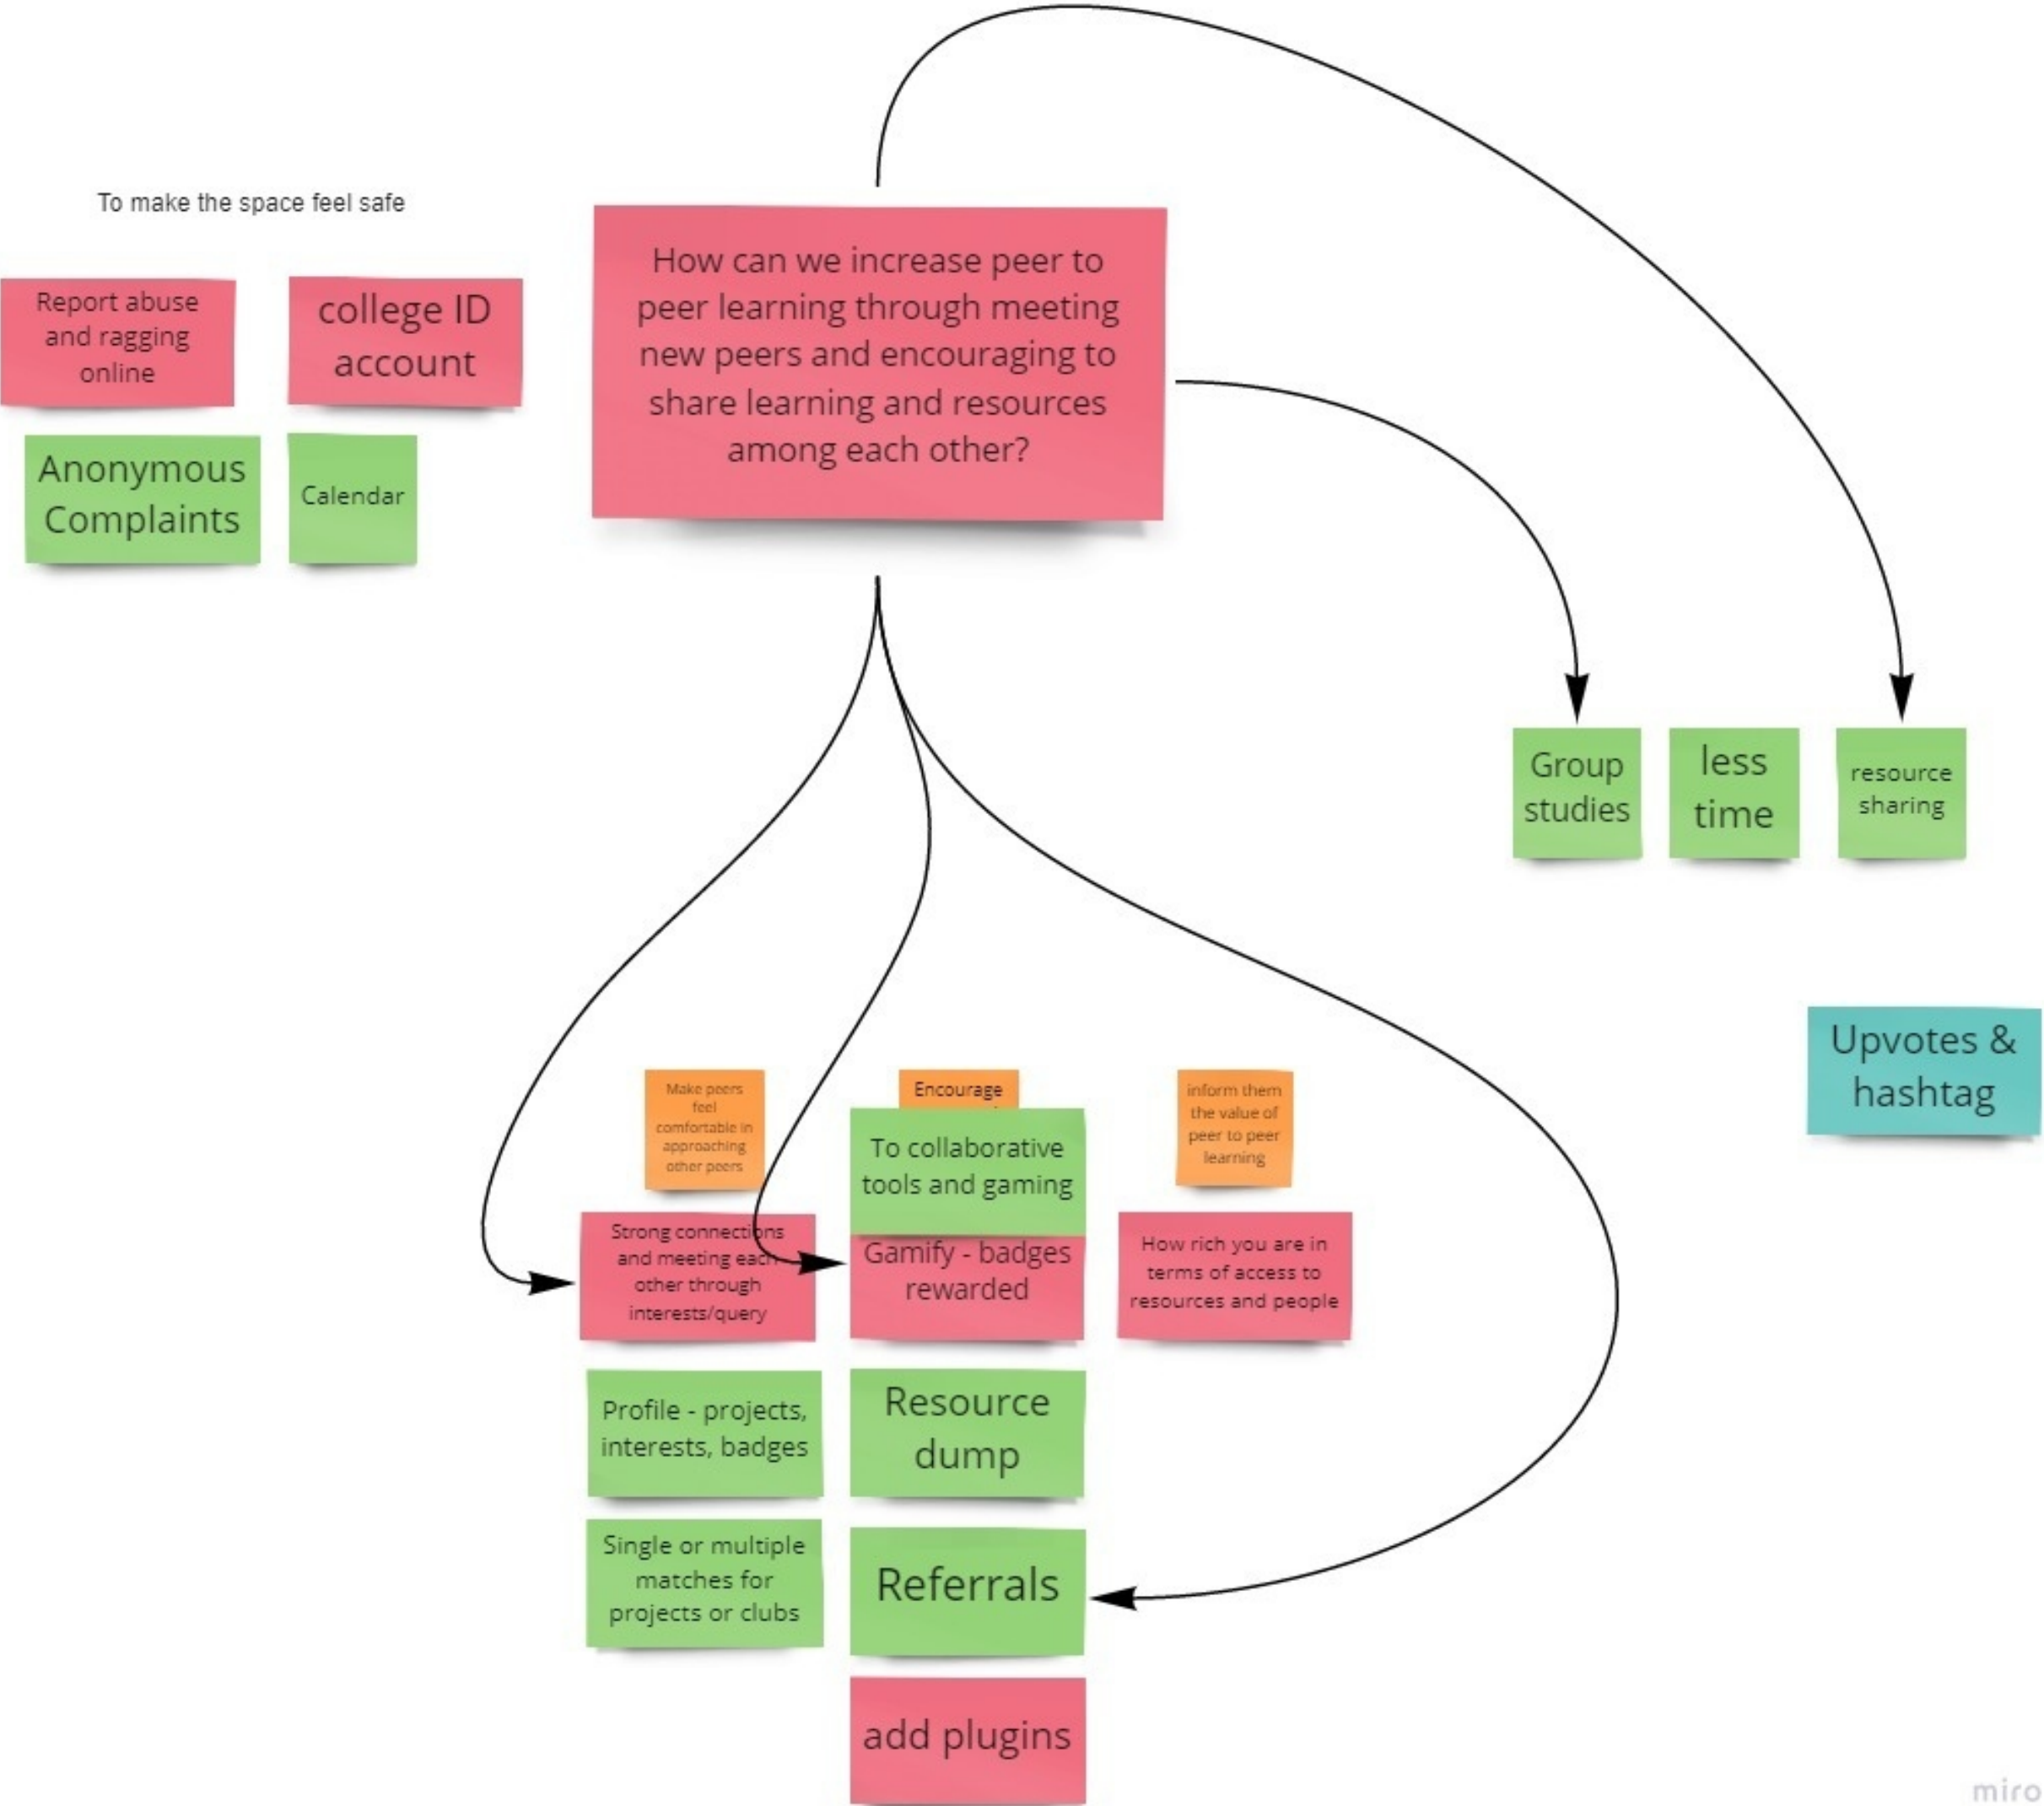 To make the space feel safe
Report abuse
and ragging
online
college ID
account
Anonymous
Complaints
Calendar
How can we increase peer to
peer learning through meeting
new peers and encouraging to
share learning and resources
among each other?
Group
studies
less
time
resource
sharing
Upvotes &
hashtag
Make peers
feel
comfortable in
approaching
other peers
Encourage
inform them
the value of
peer to peer
learning
To collaborative
tools and gaming
Strong connections
and meeting each
other through
interests/query
Gamify - badges
rewarded
How rich you are in
terms of access to
resources and people
Profile - projects,
interests, badges
Resource
dump
Single or multiple
matches for
projects or clubs
Referrals
add plugins
miro